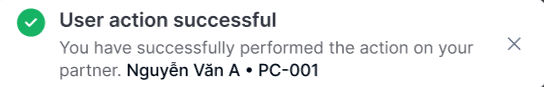 User action successful
You have successfully performed the action on your
partner. Nguyễn Văn A • PC-001